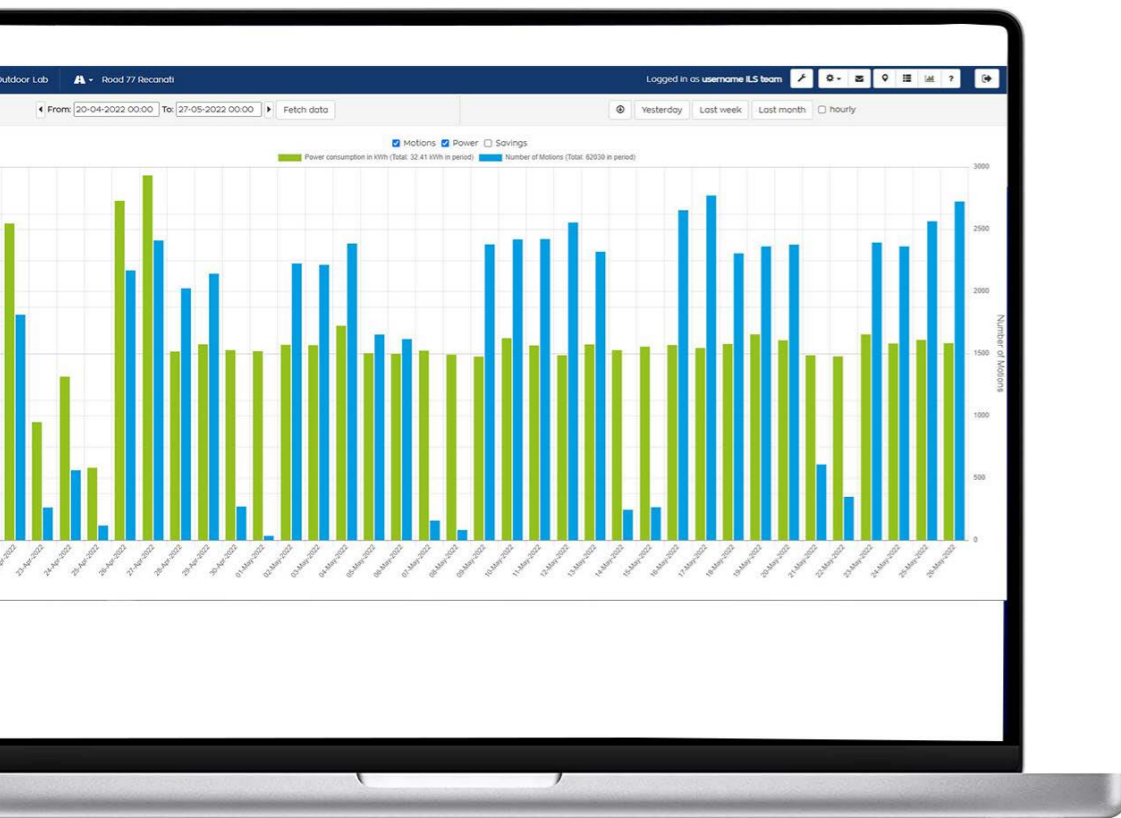 Outdoor Lab Road 77 Recanati Logged in as username ILS team ?
From: 20-04-2022 00:00 To: 27-05-2022 00:00 Fetch data Yesterday Last week Last month hourly
Motions Power Savings
Power consumption in kWh (Total: 32.41 kWh in period) Number of Motions (Total: 62030 in period)
3000
2500
2000
1500
1000
500
0
Number of Motions
23-Apr-2022 24-Apr-2022 25-Apr-2022 26-Apr-2022 27-Apr-2022 28-Apr-2022 29-Apr-2022 30-Apr-2022 01-May-2022 02-May-2022 03-May-2022 04-May-2022 05-May-2022 06-May-2022 07-May-2022 08-May-2022 09-May-2022 10-May-2022 11-May-2022 12-May-2022 13-May-2022 14-May-2022 15-May-2022 16-May-2022 17-May-2022 18-May-2022 19-May-2022 20-May-2022 21-May-2022 22-May-2022 23-May-2022 24-May-2022 25-May-2022 26-May-2022